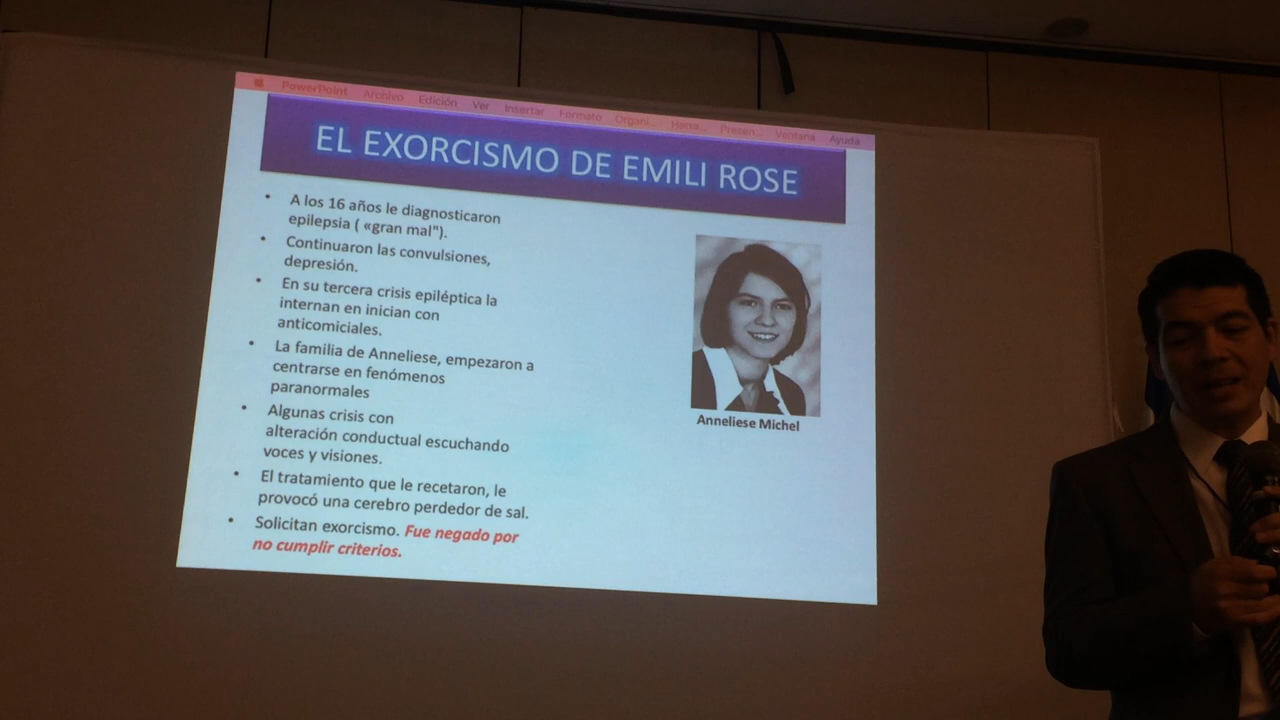 PowerPoint Archivo Edición Ver Insertar Formato Organi... Herra... Presen... Ventana Ayuda
EL EXORCISMO DE EMILI ROSE
• A los 16 años le diagnosticaron
epilepsia ( «gran mal").
• Continuaron las convulsiones,
depresión.
• En su tercera crisis epiléptica la
internan en inician con
anticomiciales.
• La familia de Anneliese, empezaron a
centrarse en fenómenos
paranormales
• Algunas crisis con
alteración conductual escuchando
voces y visiones.
• El tratamiento que le recetaron, le
provocó una cerebro perdedor de sal.
• Solicitan exorcismo. Fue negado por
no cumplir criterios.
Anneliese Michel